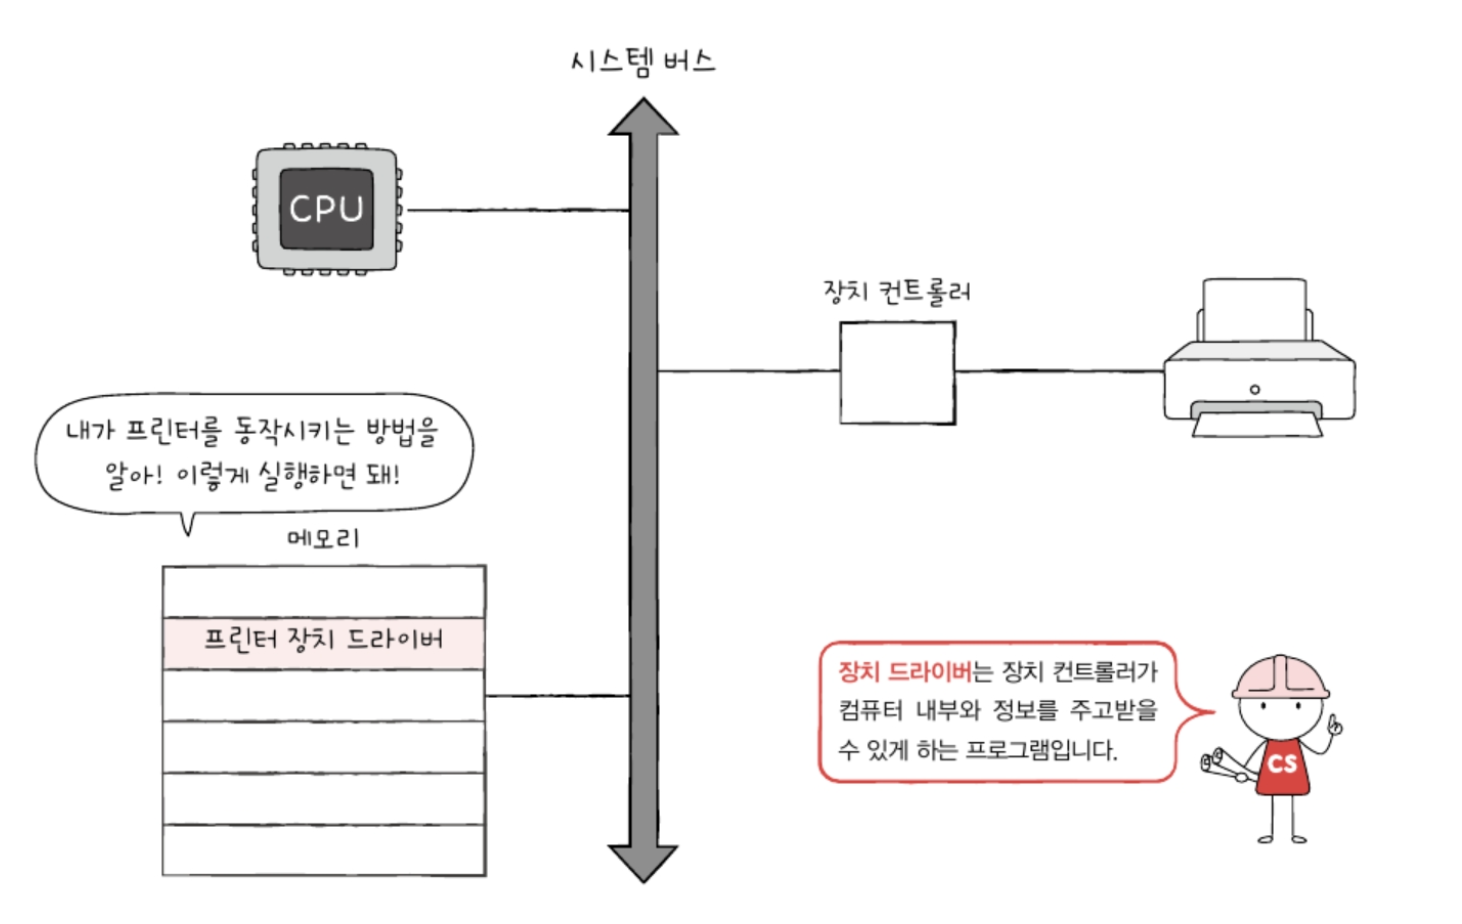 시스템 버스
CPU
장치 컨트롤러
내가 프린터를 동작시키는 방법을
알아! 이렇게 실행하면 돼!
메모리
프린터 장치 드라이버
장치 드라이버는 장치 컨트롤러가
컴퓨터 내부와 정보를 주고받을
수 있게 하는 프로그램입니다.
CS